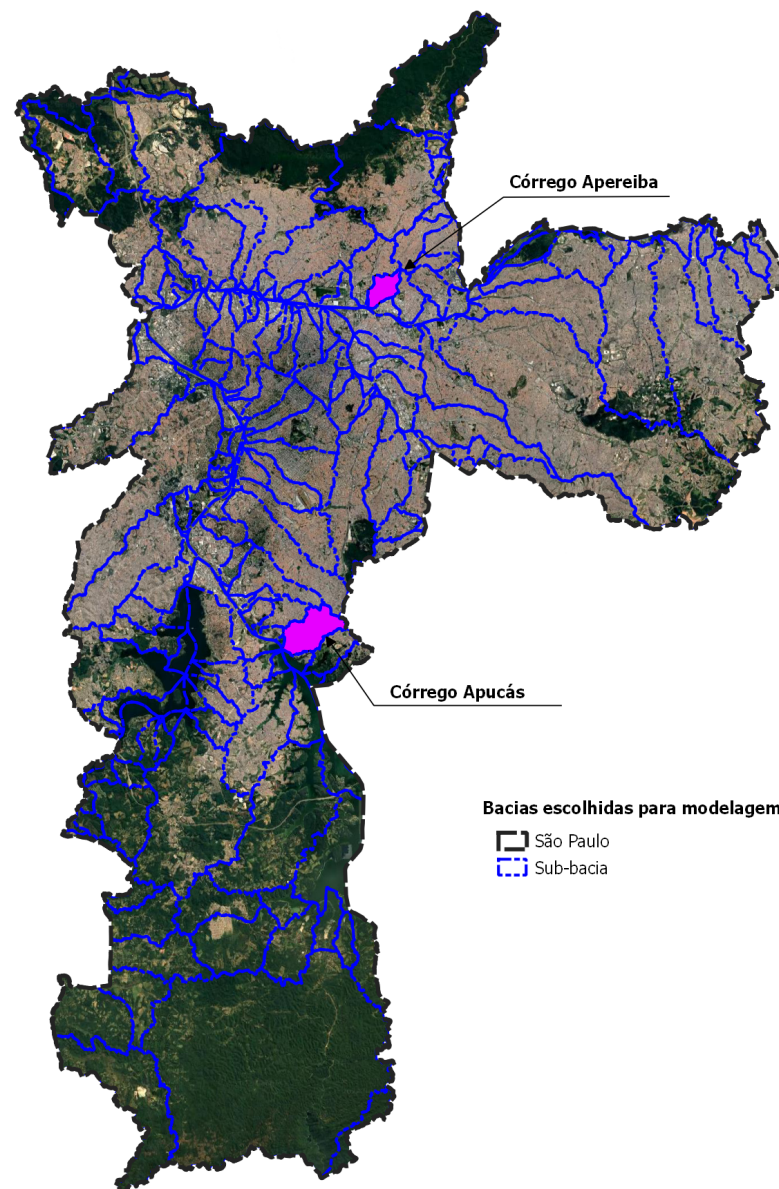 Córrego Apereiba
Córrego Apucás
Bacias escolhidas para modelagem
São Paulo
Sub-bacia